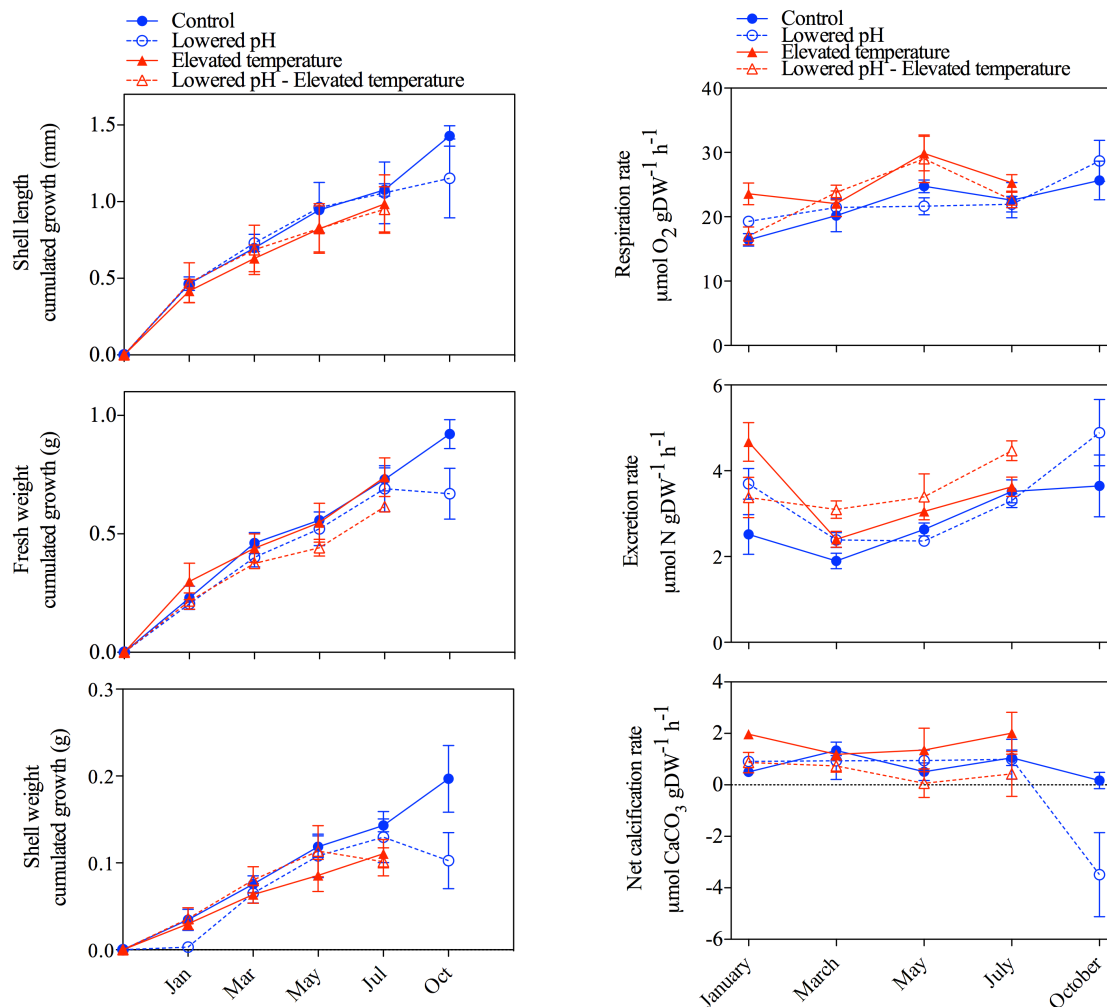 Control
Lowered pH
Elevated temperature
Lowered pH - Elevated temperature
Shell length
cumulated growth (mm)
1.5
1.0
0.5
0.0
Fresh weight
cumulated growth (g)
1.0
0.5
0.0
Shell weight
cumulated growth (g)
0.3
0.2
0.1
0.0
Jan
Mar
May
Jul
Oct
Control
Lowered pH
Elevated temperature
Lowered pH - Elevated temperature
Respiration rate
µmol O2 gDW-1 h-1
40
30
20
10
0
Excretion rate
µmol N gDW-1 h-1
6
4
2
0
Net calcification rate
µmol CaCO3 gDW-1 h-1
4
2
0
-2
-4
-6
January
March
May
July
October